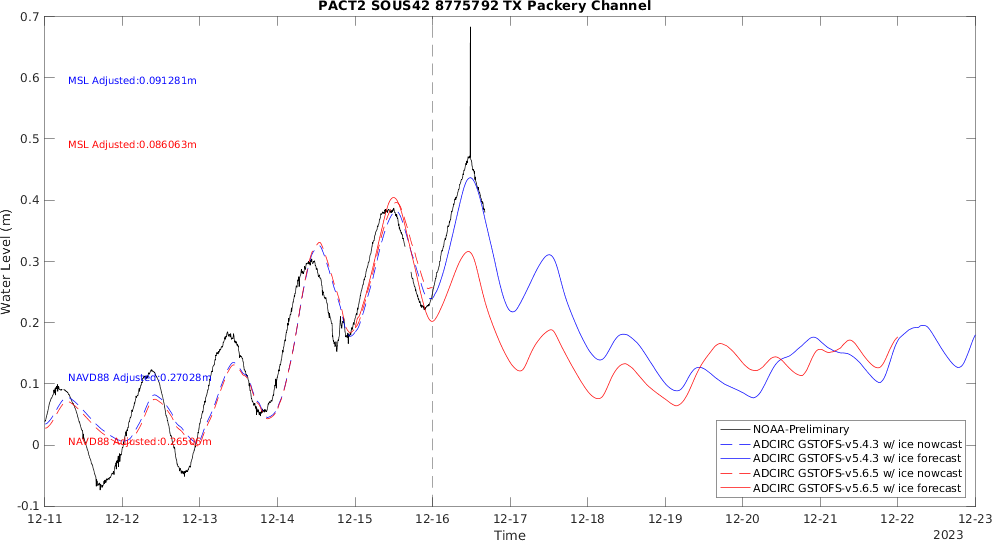 PACT2 SOUS42 8775792 TX Packery Channel
0.7
0.6
0.5
0.4
0.3
0.2
0.1
0
-0.1
Water Level (m)
MSL Adjusted:0.091281m
MSL Adjusted:0.086063m
NAVD88 Adjusted:0.27028m
NAVD88 Adjusted:0.26506m
NOAA-Preliminary
ADCIRC GSTOFS-v5.4.3 w/ ice nowcast
ADCIRC GSTOFS-v5.4.3 w/ ice forecast
ADCIRC GSTOFS-v5.6.5 w/ ice nowcast
ADCIRC GSTOFS-v5.6.5 w/ ice forecast
12-11 12-12 12-13 12-14 12-15 12-16 12-17 12-18 12-19 12-20 12-21 12-22 12-23
Time
2023